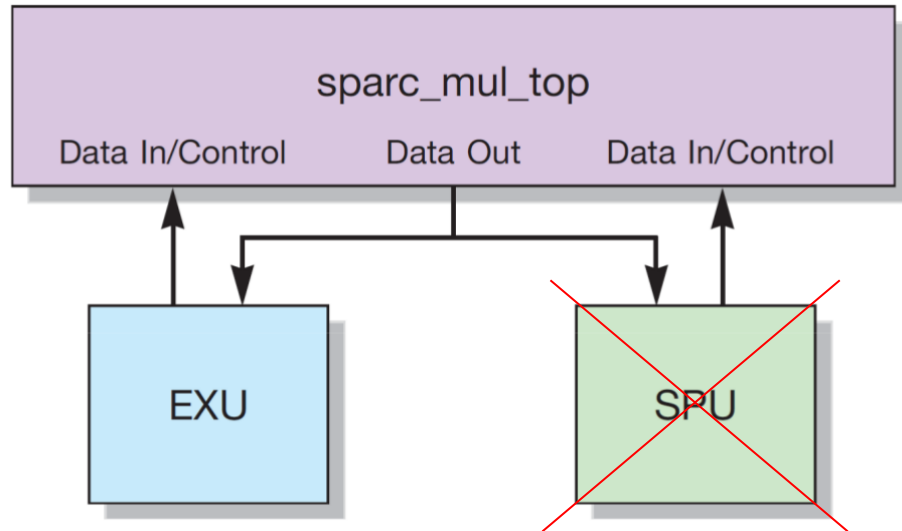 sparc_mul_top
Data In/Control Data Out Data In/Control
EXU SPU